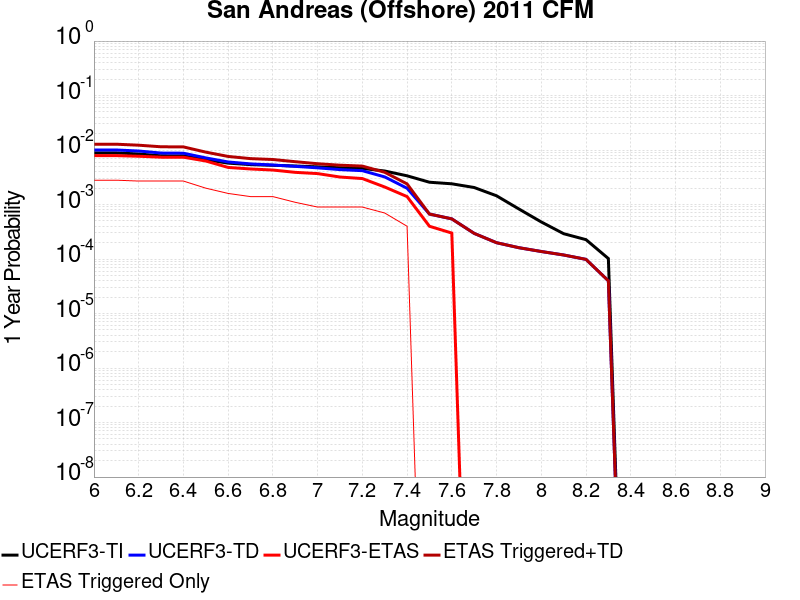 San Andreas (Offshore) 2011 CFM
10^0
10^-1
10^-2
10^-3
10^-4
10^-5
10^-6
10^-7
10^-8
1 Year Probability
6 6.2 6.4 6.6 6.8 7 7.2 7.4 7.6 7.8 8 8.2 8.4 8.6 8.8 9
Magnitude
UCERF3-TI UCERF3-TD UCERF3-ETAS ETAS Triggered+TD
ETAS Triggered Only